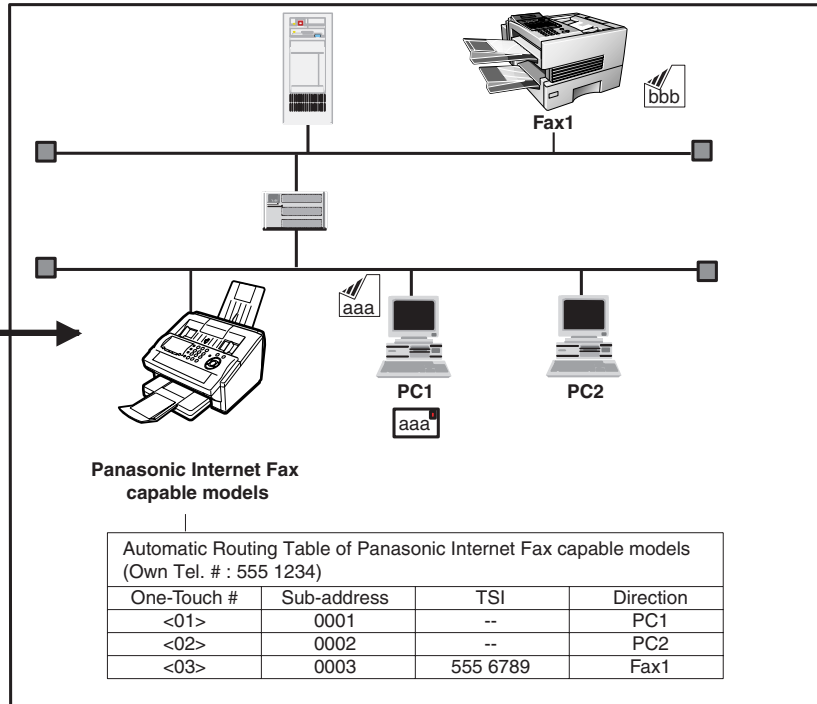 bbb
Fax1
aaa
PC1
PC2
aaa
Panasonic Internet Fax
capable models
Automatic Routing Table of Panasonic Internet Fax capable models
(Own Tel. # : 555 1234)
One-Touch # Sub-address TSI Direction
<01> 0001 -- PC1
<02> 0002 -- PC2
<03> 0003 555 6789 Fax1